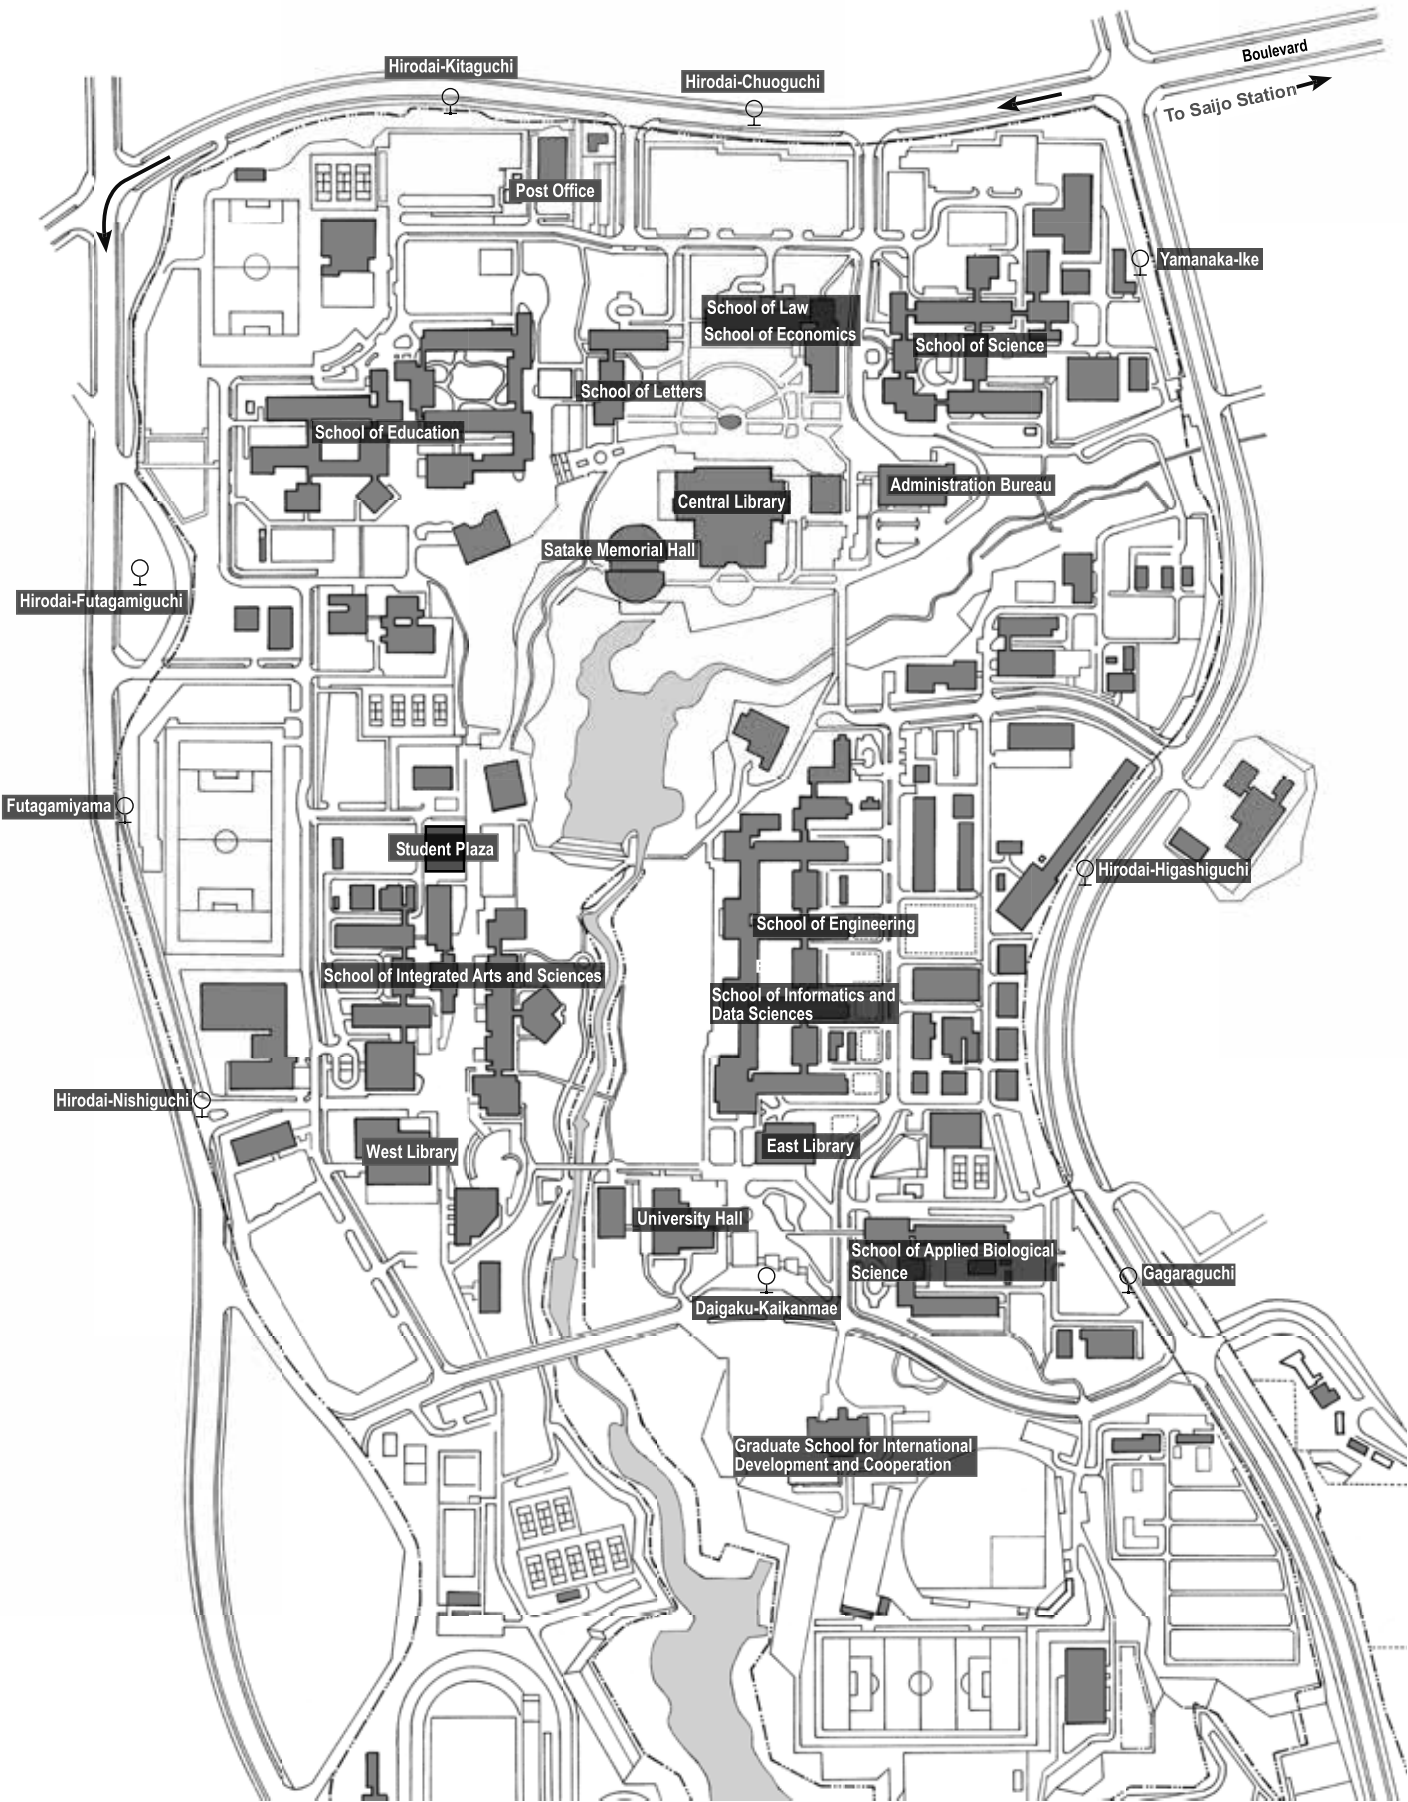 Boulevard
To Saijo Station
Hirodai-Kitaguchi
Hirodai-Chuoguchi
Post Office
Yamanaka-Ike
School of Law
School of Economics
School of Science
School of Letters
School of Education
Administration Bureau
Central Library
Satake Memorial Hall
Hirodai-Futagamiguchi
Futagamiyama
Student Plaza
Hirodai-Higashiguchi
School of Engineering
School of Integrated Arts and Sciences
School of Informatics and
Data Sciences
Hirodai-Nishiguchi
West Library
East Library
University Hall
School of Applied Biological
Science
Gagaraguchi
Daigaku-Kaikanmae
Graduate School for International
Development and Cooperation